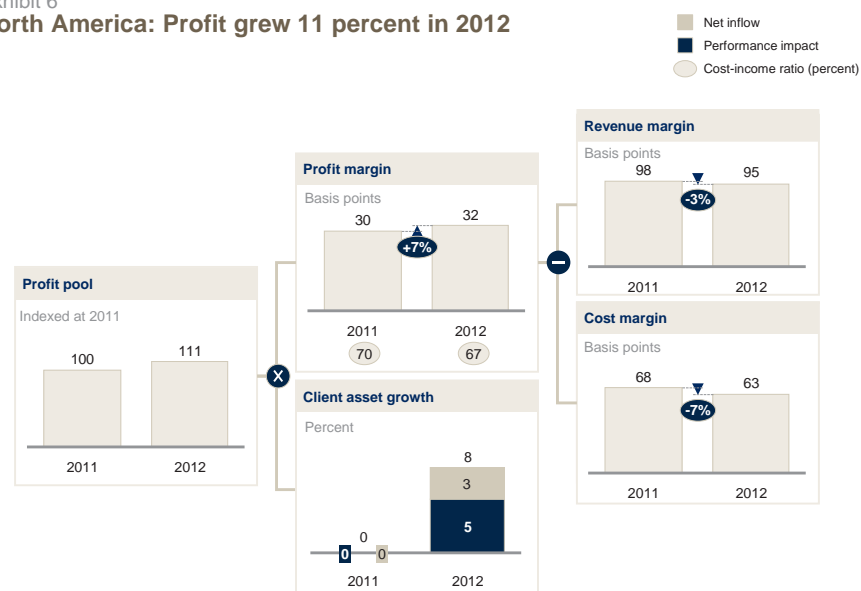 xhibit 6
orth America: Profit grew 11 percent in 2012
Net inflow
Performance impact
Cost-income ratio (percent)
Profit pool
Indexed at 2011
100 111
2011 2012
X
Profit margin
Basis points
30 32
+7%
2011 2012
70 67
Client asset growth
Percent
8
3
5
0
0 0
2011 2012
–
Revenue margin
Basis points
98 95
-3%
2011 2012
Cost margin
Basis points
68 63
-7%
2011 2012